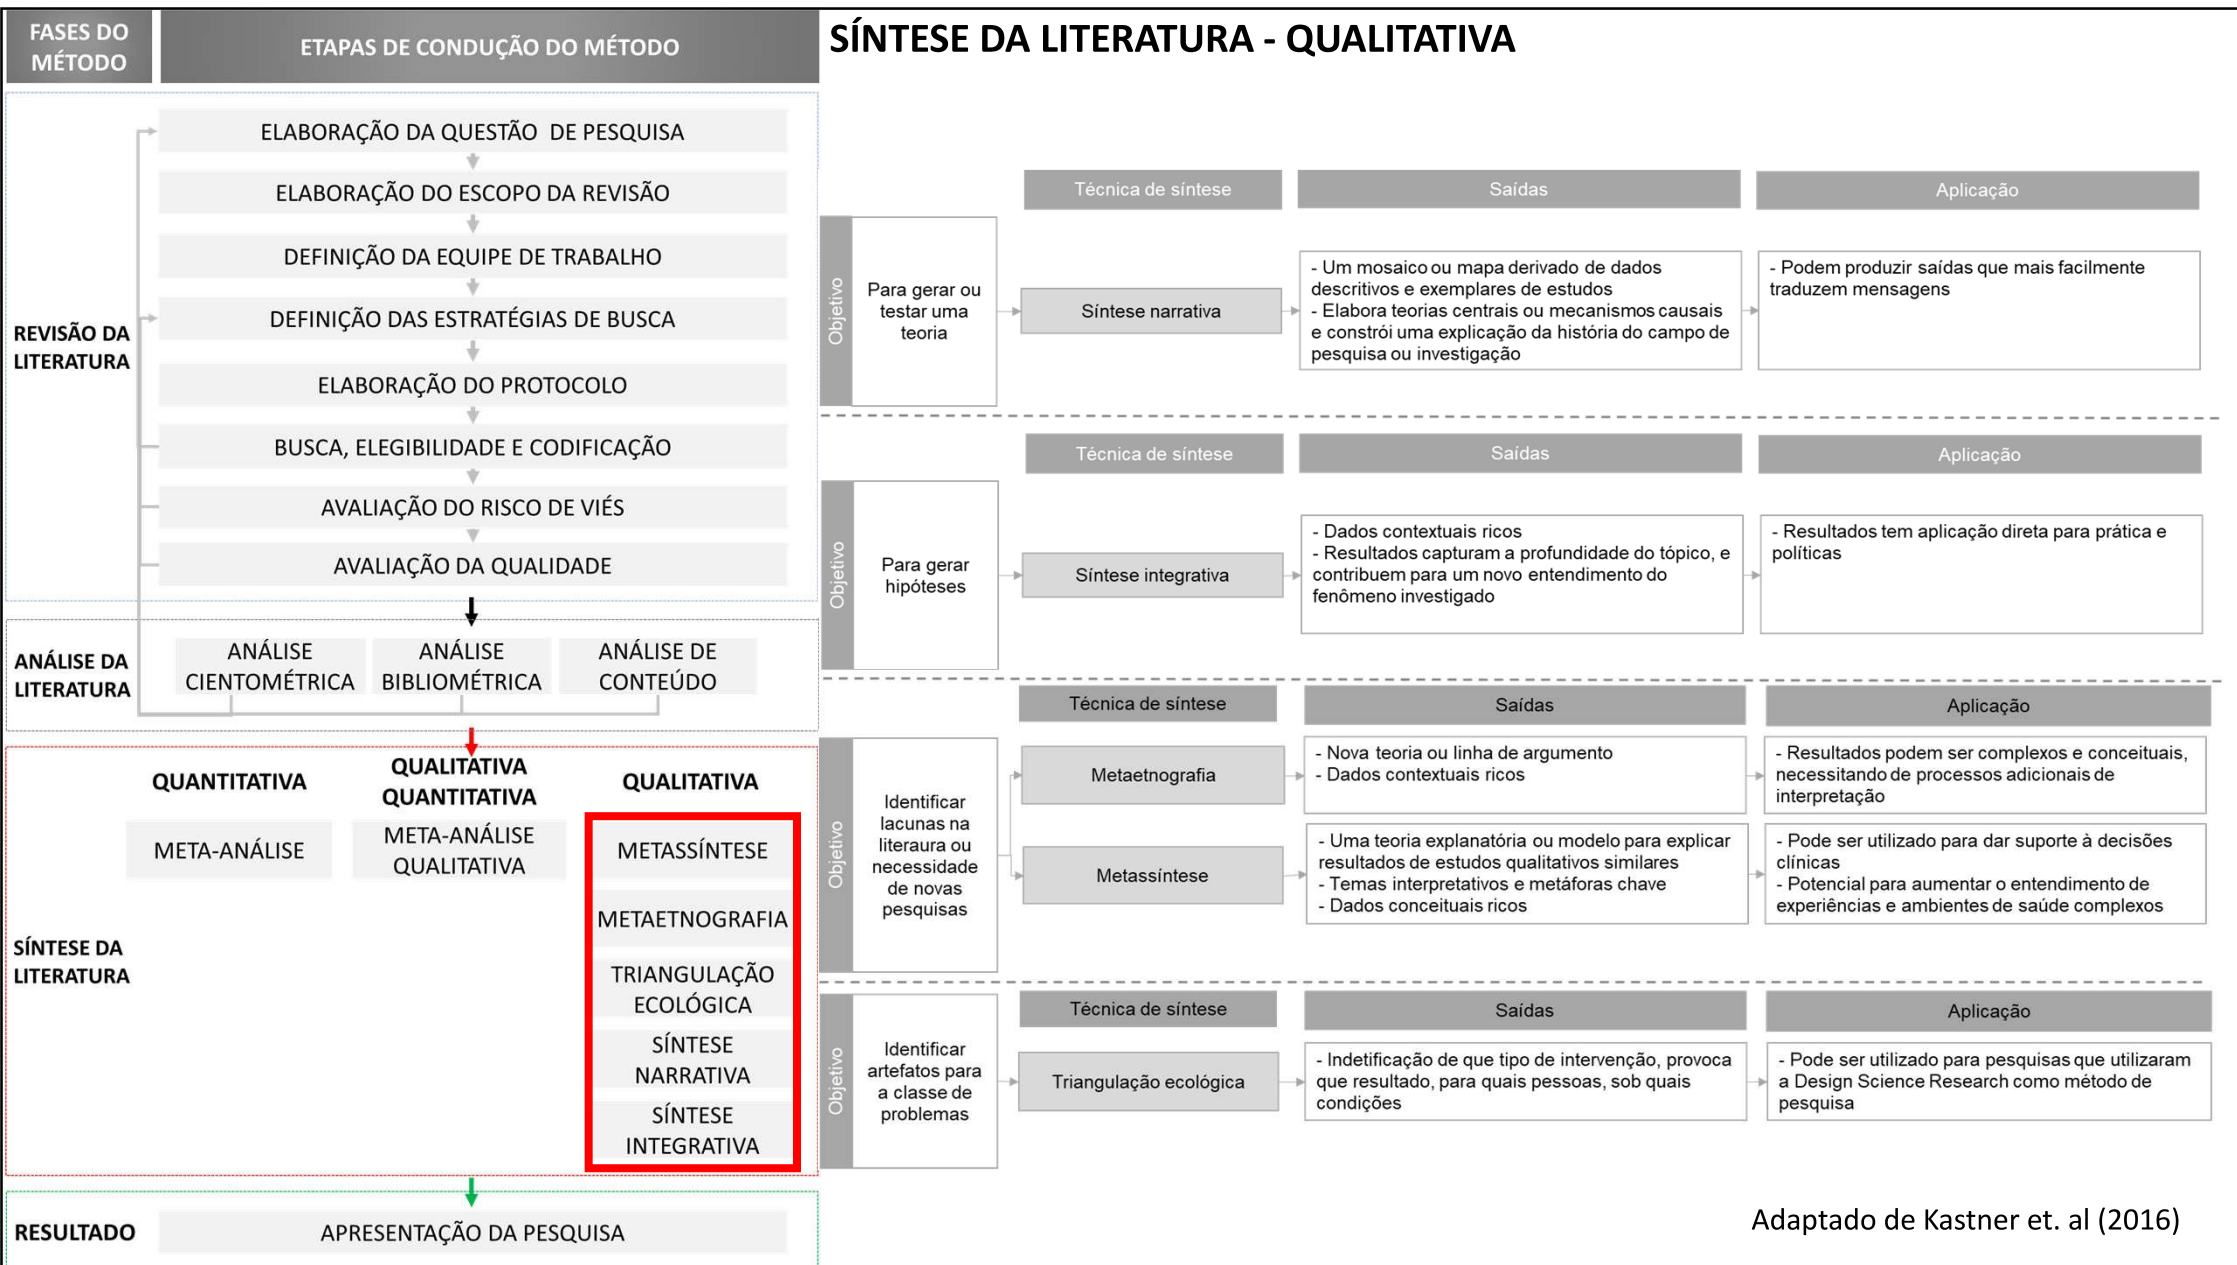 FASES DO
MÉTODO
ETAPAS DE CONDUÇÃO DO MÉTODO
REVISÃO DA
LITERATURA
ELABORAÇÃO DA QUESTÃO DE PESQUISA
ELABORAÇÃO DO ESCOPO DA REVISÃO
DEFINIÇÃO DA EQUIPE DE TRABALHO
DEFINIÇÃO DAS ESTRATÉGIAS DE BUSCA
ELABORAÇÃO DO PROTOCOLO
BUSCA, ELEGIBILIDADE E CODIFICAÇÃO
AVALIAÇÃO DO RISCO DE VIÉS
AVALIAÇÃO DA QUALIDADE
ANÁLISE DA
LITERATURA
ANÁLISE
CIENTOMÉTRICA
ANÁLISE
BIBLIOMÉTRICA
ANÁLISE DE
CONTEÚDO
SÍNTESE DA
LITERATURA
QUANTITATIVA
META-ANÁLISE
QUALITATIVA
QUANTITATIVA
META-ANÁLISE
QUALITATIVA
QUALITATIVA
METASSÍNTESE
METAETNOGRAFIA
TRIANGULAÇÃO
ECOLÓGICA
SÍNTESE
NARRATIVA
SÍNTESE
INTEGRATIVA
RESULTADO
APRESENTAÇÃO DA PESQUISA
SÍNTESE DA LITERATURA - QUALITATIVA
Técnica de síntese
Saídas
Aplicação
Objetivo
Para gerar ou
testar uma
teoria
Síntese narrativa
- Um mosaico ou mapa derivado de dados
descritivos e exemplares de estudos
- Elabora teorias centrais ou mecanismos causais
e constrói uma explicação da história do campo de
pesquisa ou investigação
- Podem produzir saídas que mais facilmente
traduzem mensagens
Técnica de síntese
Saídas
Aplicação
Objetivo
Para gerar
hipóteses
Síntese integrativa
- Dados contextuais ricos
- Resultados capturam a profundidade do tópico, e
contribuem para um novo entendimento do
fenômeno investigado
- Resultados tem aplicação direta para prática e
políticas
Técnica de síntese
Saídas
Aplicação
Objetivo
Identificar
lacunas na
literaura ou
necessidade
de novas
pesquisas
Metaetnografia
- Nova teoria ou linha de argumento
- Dados contextuais ricos
- Resultados podem ser complexos e conceituais,
necessitando de processos adicionais de
interpretação
Metassíntese
- Uma teoria explanatória ou modelo para explicar
resultados de estudos qualitativos similares
- Temas interpretativos e metáforas chave
- Dados conceituais ricos
- Pode ser utilizado para dar suporte à decisões
clínicas
- Potencial para aumentar o entendimento de
experiências e ambientes de saúde complexos
Técnica de síntese
Saídas
Aplicação
Objetivo
Identificar
artefatos para
a classe de
problemas
Triangulação ecológica
- Indetificação de que tipo de intervenção, provoca
que resultado, para quais pessoas, sob quais
condições
- Pode ser utilizado para pesquisas que utilizaram
a Design Science Research como método de
pesquisa
Adaptado de Kastner et. al (2016)